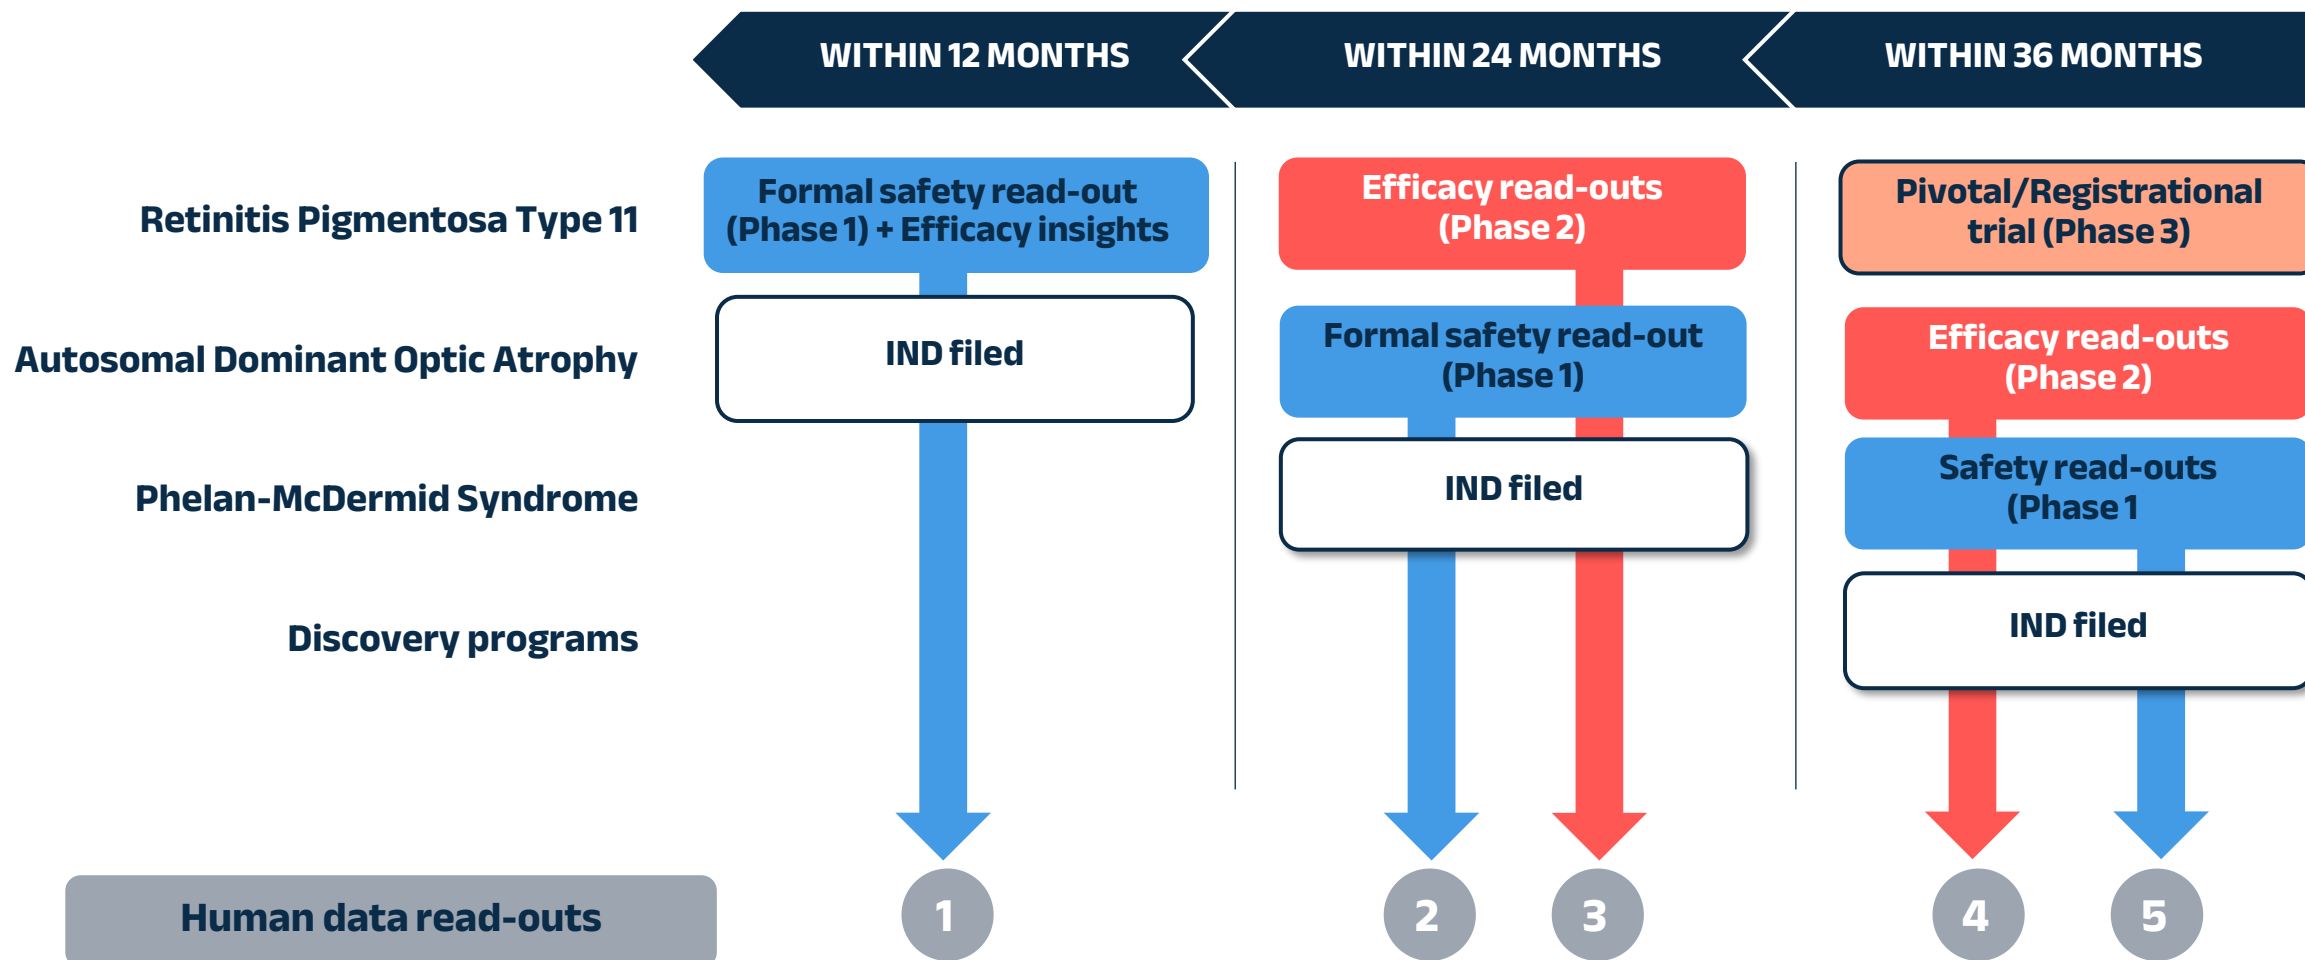 WITHIN 12 MONTHS
WITHIN 24 MONTHS
WITHIN 36 MONTHS
Retinitis Pigmentosa Type 11
Formal safety read-out
(Phase 1) + Efficacy insights
Efficacy read-outs
(Phase 2)
Pivotal/Registrational
trial (Phase 3)
Autosomal Dominant Optic Atrophy
IND filed
Formal safety read-out
(Phase 1)
Efficacy read-outs
(Phase 2)
Phelan-McDermid Syndrome
IND filed
Safety read-outs
(Phase 1
Discovery programs
IND filed
Human data read-outs
1
2
3
4
5